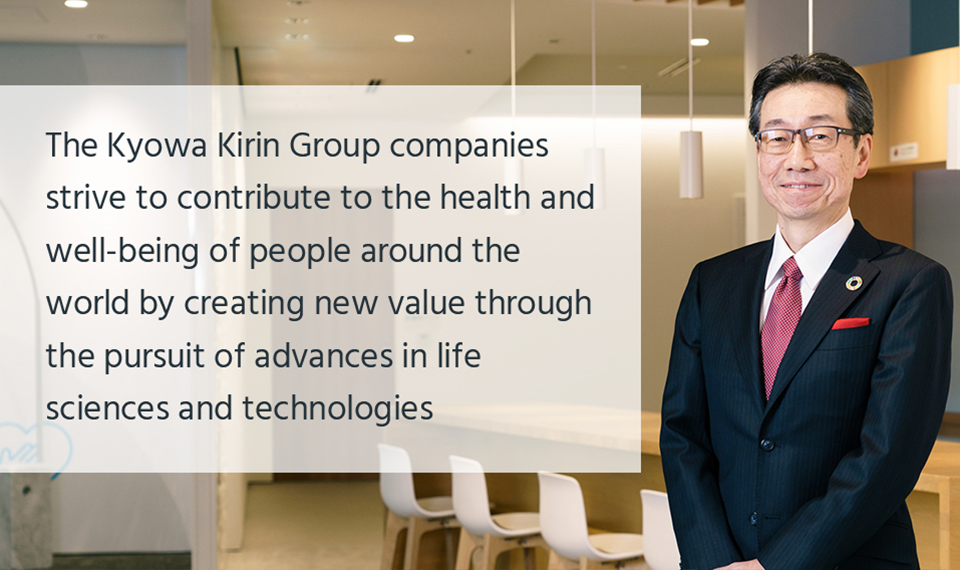 The Kyowa Kirin Group companies
strive to contribute to the health and
well-being of people around the
world by creating new value through
the pursuit of advances in life
sciences and technologies